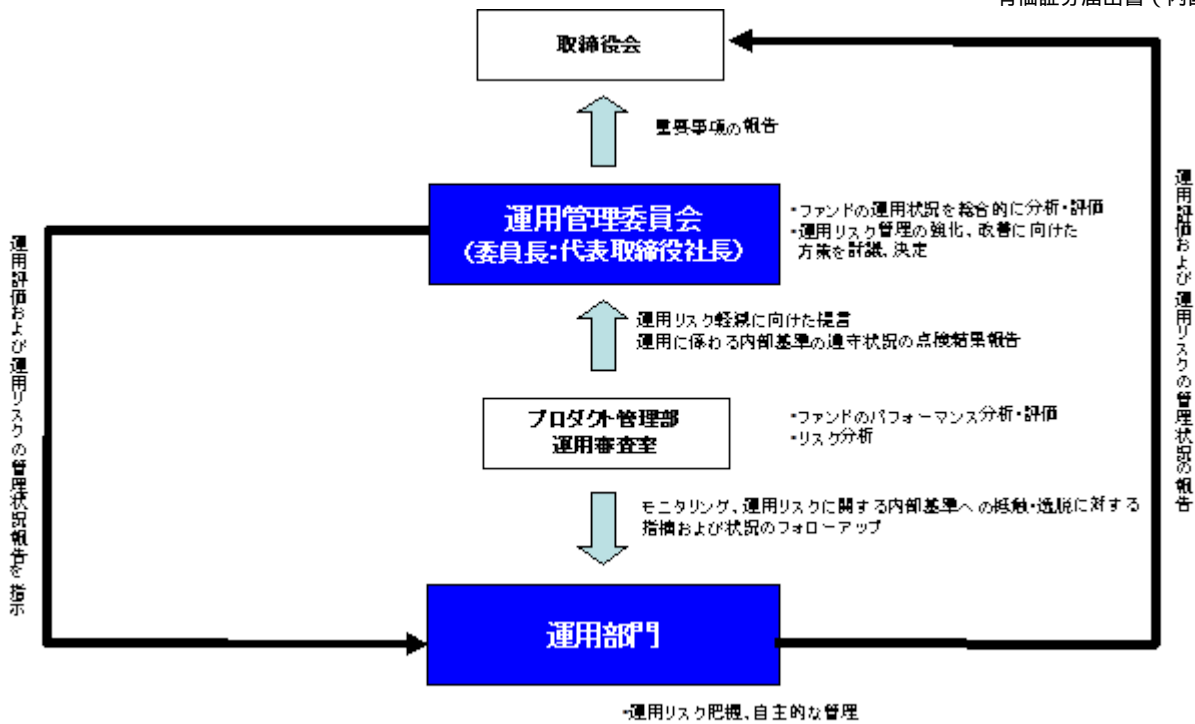 取締役会
重要事項の報告
運用管理委員会
(委員長:代表取締役社長)
・ファンドの運用状況を総合的に分析・評価
・運用リスク管理の強化、改善に向けた
方策を討議、決定
運用リスク軽減に向けた提言
運用に係わる内部基準の遵守状況の点検結果報告
プロダクト管理部
運用審査室
・ファンドのパフォーマンス分析・評価
・リスク分析
モニタリング、運用リスクに関する内部基準への抵触・逸脱に対する
指摘および状況のフォローアップ
運用部門
・運用リスク把握、自主的な管理
運用評価および運用リスクの管理状況報告を指示
運用評価および運用リスクの管理状況の報告